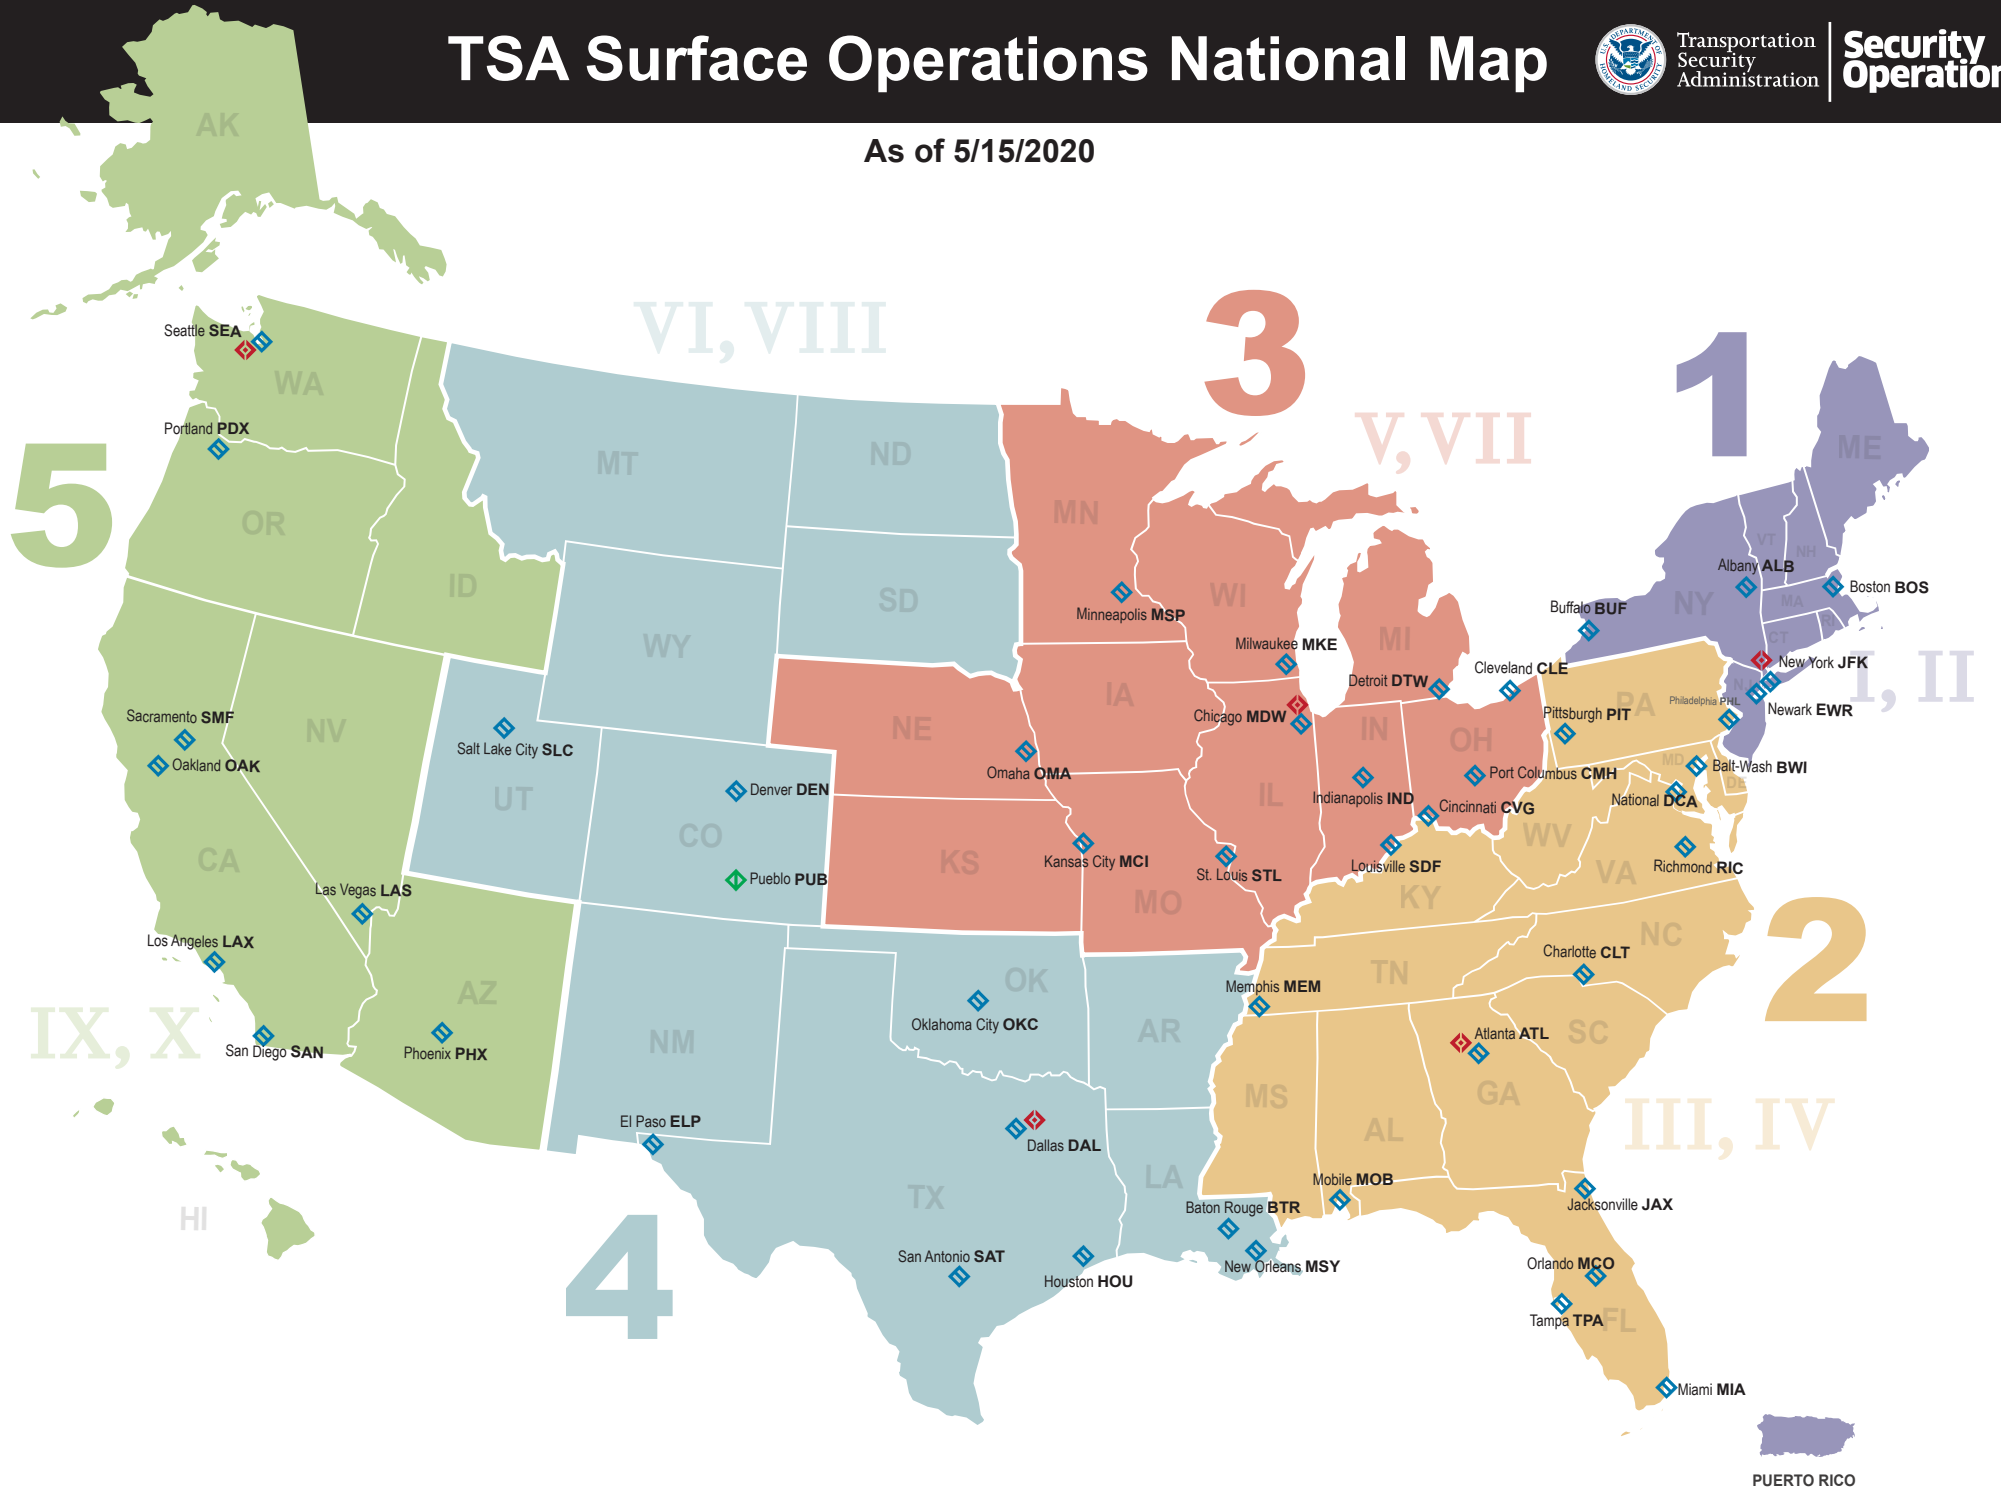 TSA Surface Operations National Map
U.S. DEPARTMENT OF
HOMELAND SECURITY
Transportation
Security
Administration
Security
Operation
As of 5/15/2020
AK
VI, VIII
3
1
Seattle SEA
WA
V, VII
Portland PDX
5
MT
ND
ME
MN
OR
VT
NH
Albany ALB
ID
SD
WI
Boston BOS
MA
NY
Buffalo BUF
Minneapolis MSP
RI
WY
MI
CT
Milwaukee MKE
New York JFK
Cleveland CLE
Detroit DTW
I, II
IA
NJ
Philadelphia PHL
PA
Newark EWR
Pittsburgh PIT
Chicago MDW
Sacramento SMF
NV
NE
IN
OH
Salt Lake City SLC
Oakland OAK
Omaha OMA
Port Columbus CMH
MD
Balt-Wash BWI
DE
Denver DEN
UT
IL
Indianapolis IND
National DCA
Cincinnati CVG
CO
WV
CA
KS
Kansas City MCI
St. Louis STL
Louisville SDF
VA
Richmond RIC
Pueblo PUB
Las Vegas LAS
KY
MO
2
NC
Los Angeles LAX
Charlotte CLT
TN
OK
AZ
Memphis MEM
IX, X
Oklahoma City OKC
AR
SC
Atlanta ATL
NM
San Diego SAN
Phoenix PHX
MS
GA
III, IV
El Paso ELP
AL
Dallas DAL
LA
Mobile MOB
TX
HI
Baton Rouge BTR
Jacksonville JAX
4
San Antonio SAT
New Orleans MSY
Orlando MCO
Houston HOU
Tampa TPA
FL
Miami MIA
PUERTO RICO